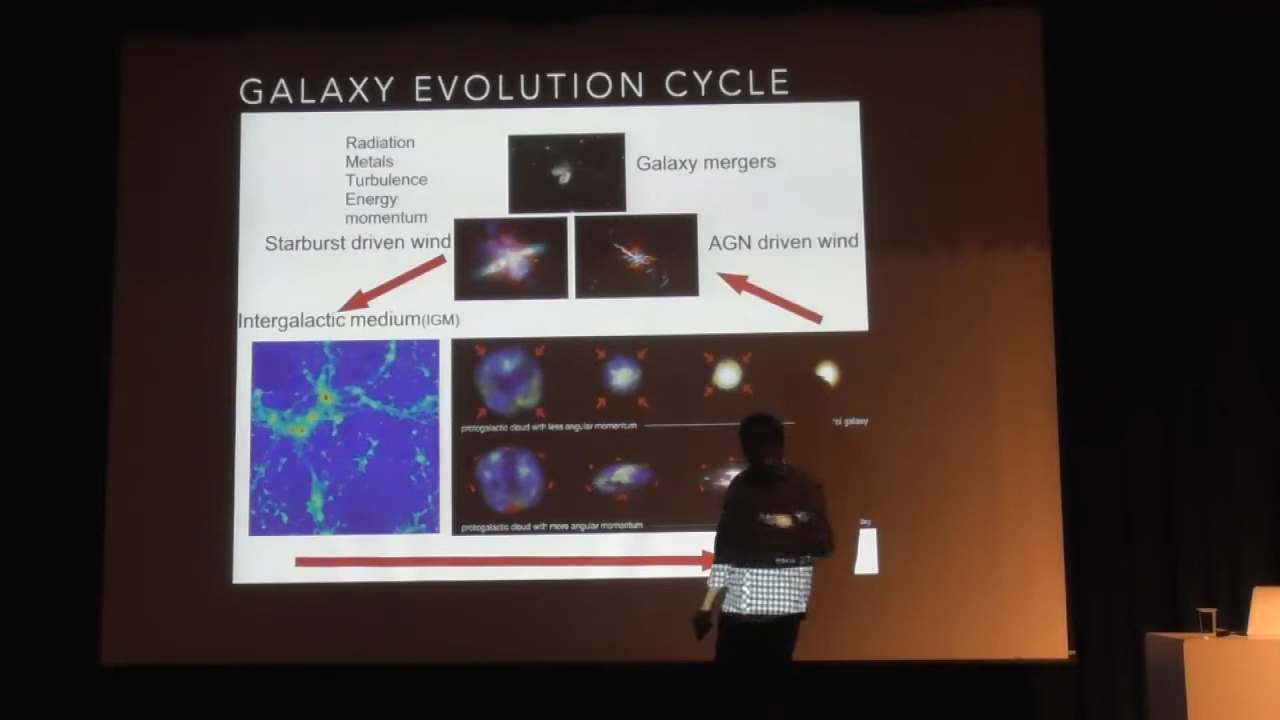 GALAXY EVOLUTION CYCLE
Radiation
Metals
Turbulence
Energy
momentum
Galaxy mergers
Starburst driven wind
AGN driven wind
Intergalactic medium(IGM)
protogalactic cloud with less angular momentum
galaxy
protogalactic cloud with more angular momentum